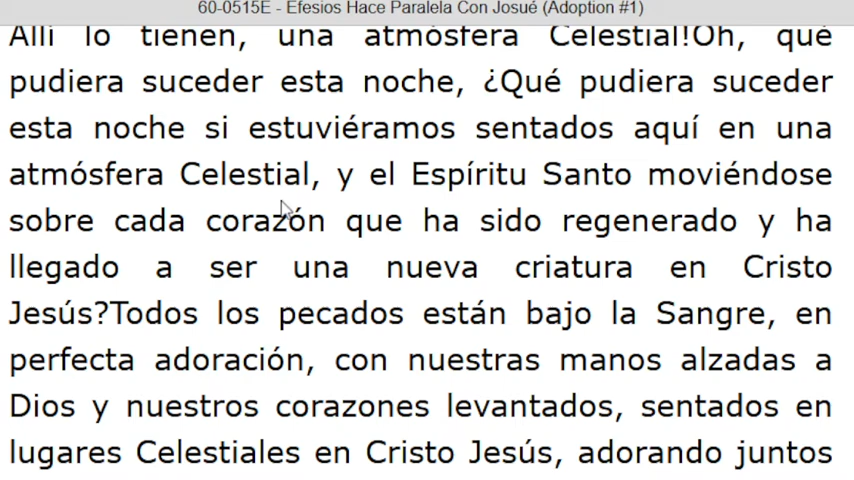 60-0515E - Efesios Hace Paralela Con Josué (Adoption #1)
Allí lo tienen, una atmósfera Celestial!Oh, qué
pudiera suceder esta noche, ¿Qué pudiera suceder
esta noche si estuviéramos sentados aquí en una
atmósfera Celestial, y el Espíritu Santo moviéndose
sobre cada corazón que ha sido regenerado y ha
llegado a ser una nueva criatura en Cristo
Jesús?Todos los pecados están bajo la Sangre, en
perfecta adoración, con nuestras manos alzadas a
Dios y nuestros corazones levantados, sentados en
lugares Celestiales en Cristo Jesús, adorando juntos